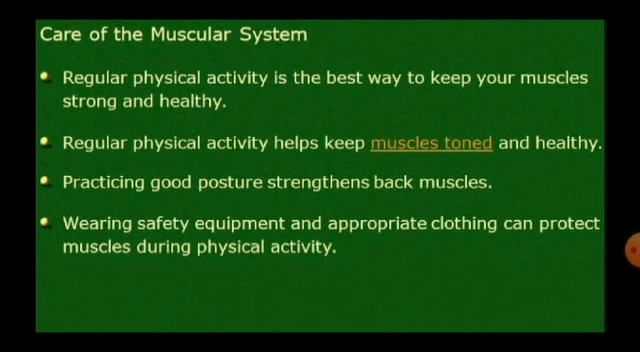 Care of the Muscular System
Regular physical activity is the best way to keep your muscles
strong and healthy.
Regular physical activity helps keep muscles toned and healthy.
Practicing good posture strengthens back muscles.
Wearing safety equipment and appropriate clothing can protect
muscles during physical activity.